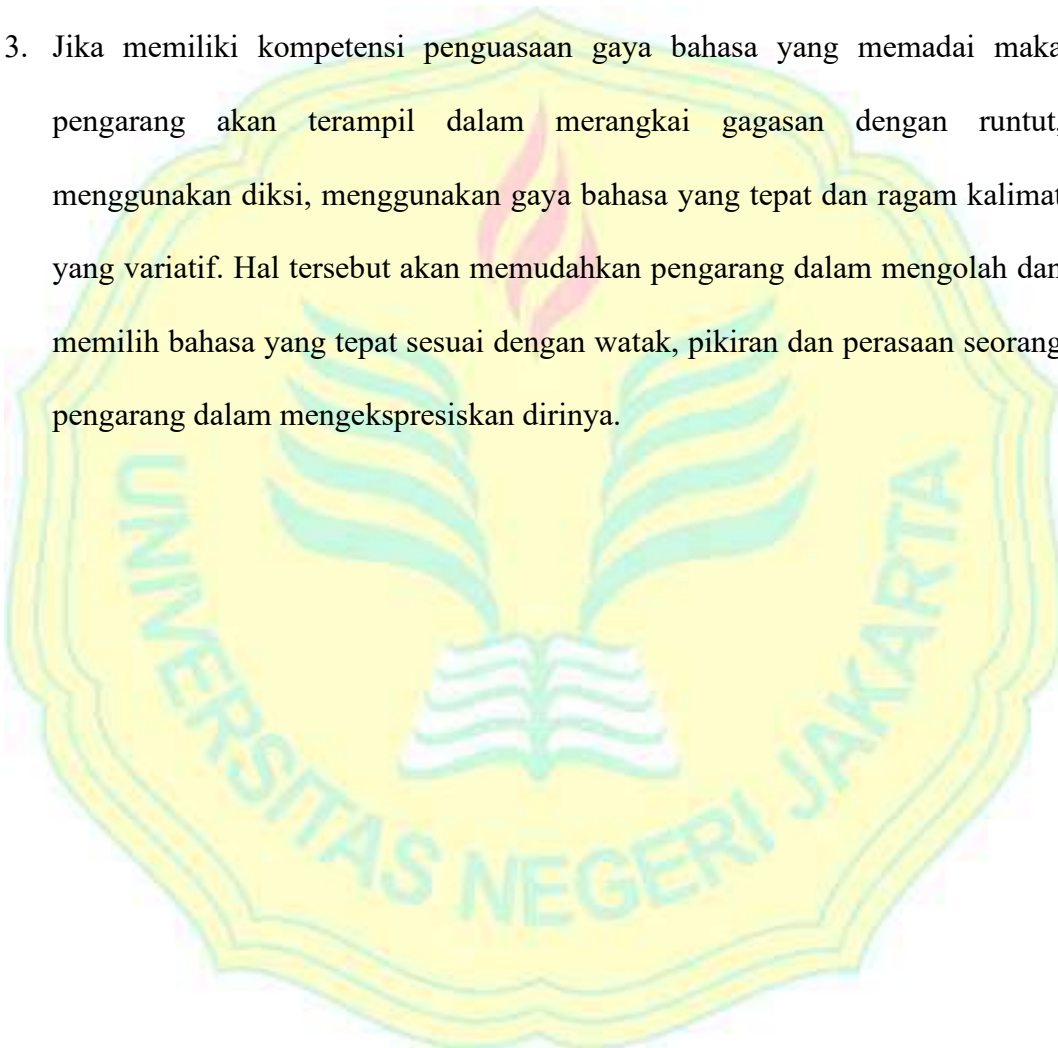 3. Jika memiliki kompetensi penguasaan gaya bahasa yang memadai maka
pengarang akan terampil dalam merangkai gagasan dengan runtut,
menggunakan diksi, menggunakan gaya bahasa yang tepat dan ragam kalimat
yang variatif. Hal tersebut akan memudahkan pengarang dalam mengolah dan
memilih bahasa yang tepat sesuai dengan watak, pikiran dan perasaan seorang
pengarang dalam mengekspresiskan dirinya.
UNIVERSITAS NEGERI JAKARTA